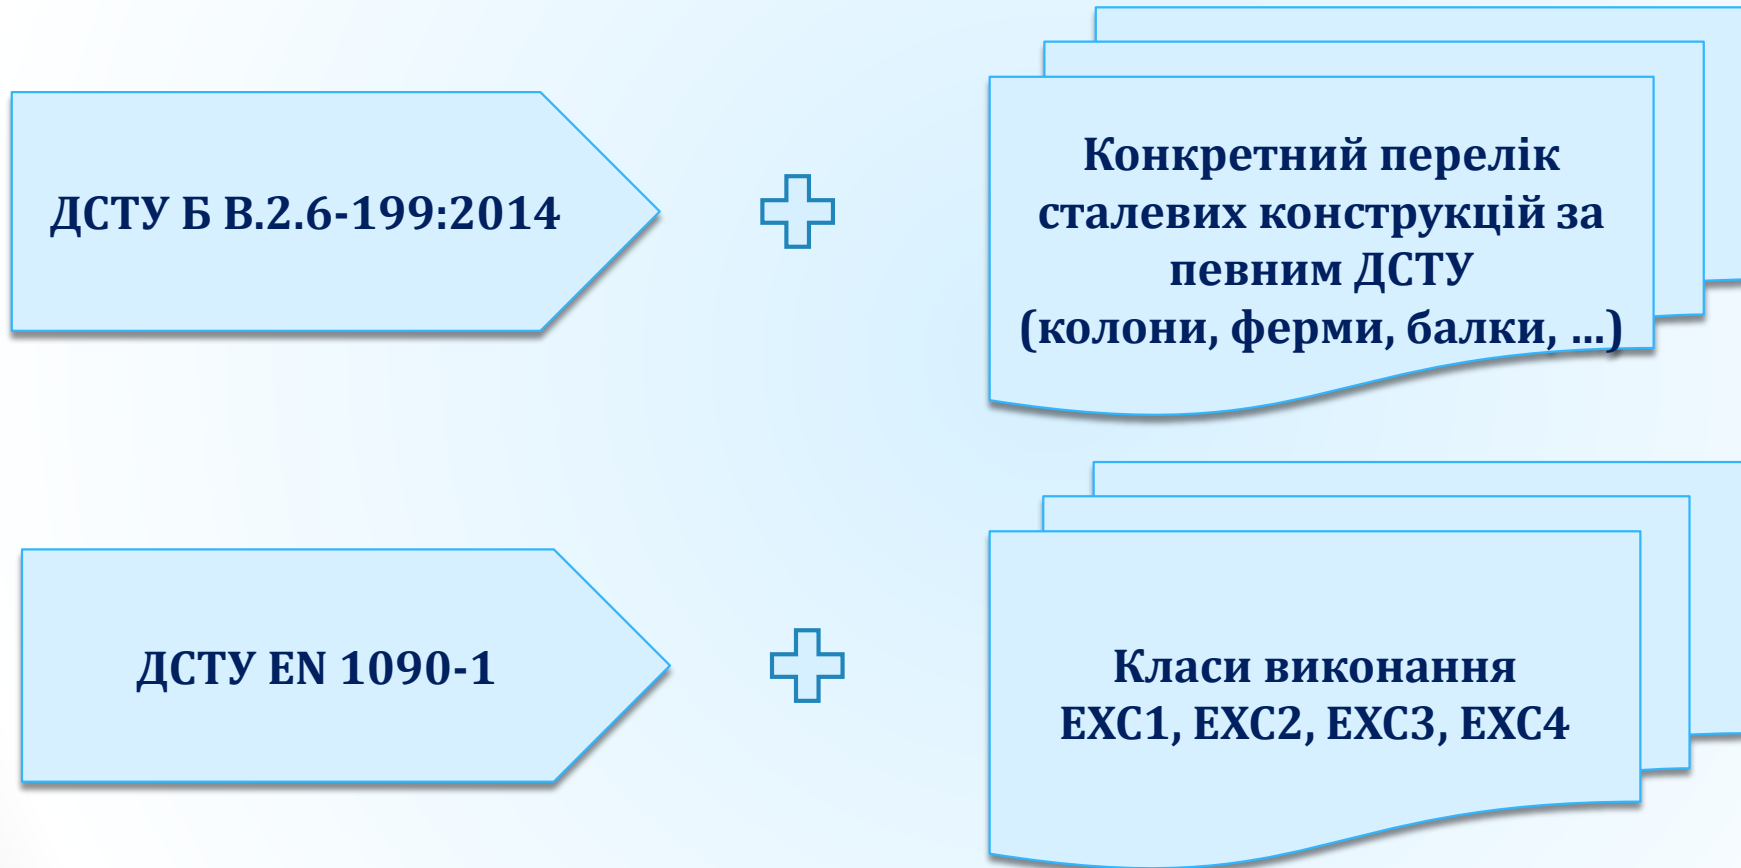 ДСТУ Б В.2.6-199:2014
Конкретний перелік
сталевих конструкцій за
певним ДСТУ
(колони, ферми, балки, ...)
ДСТУ EN 1090-1
Класи виконання
EXC1, EXC2, EXC3, EXC4